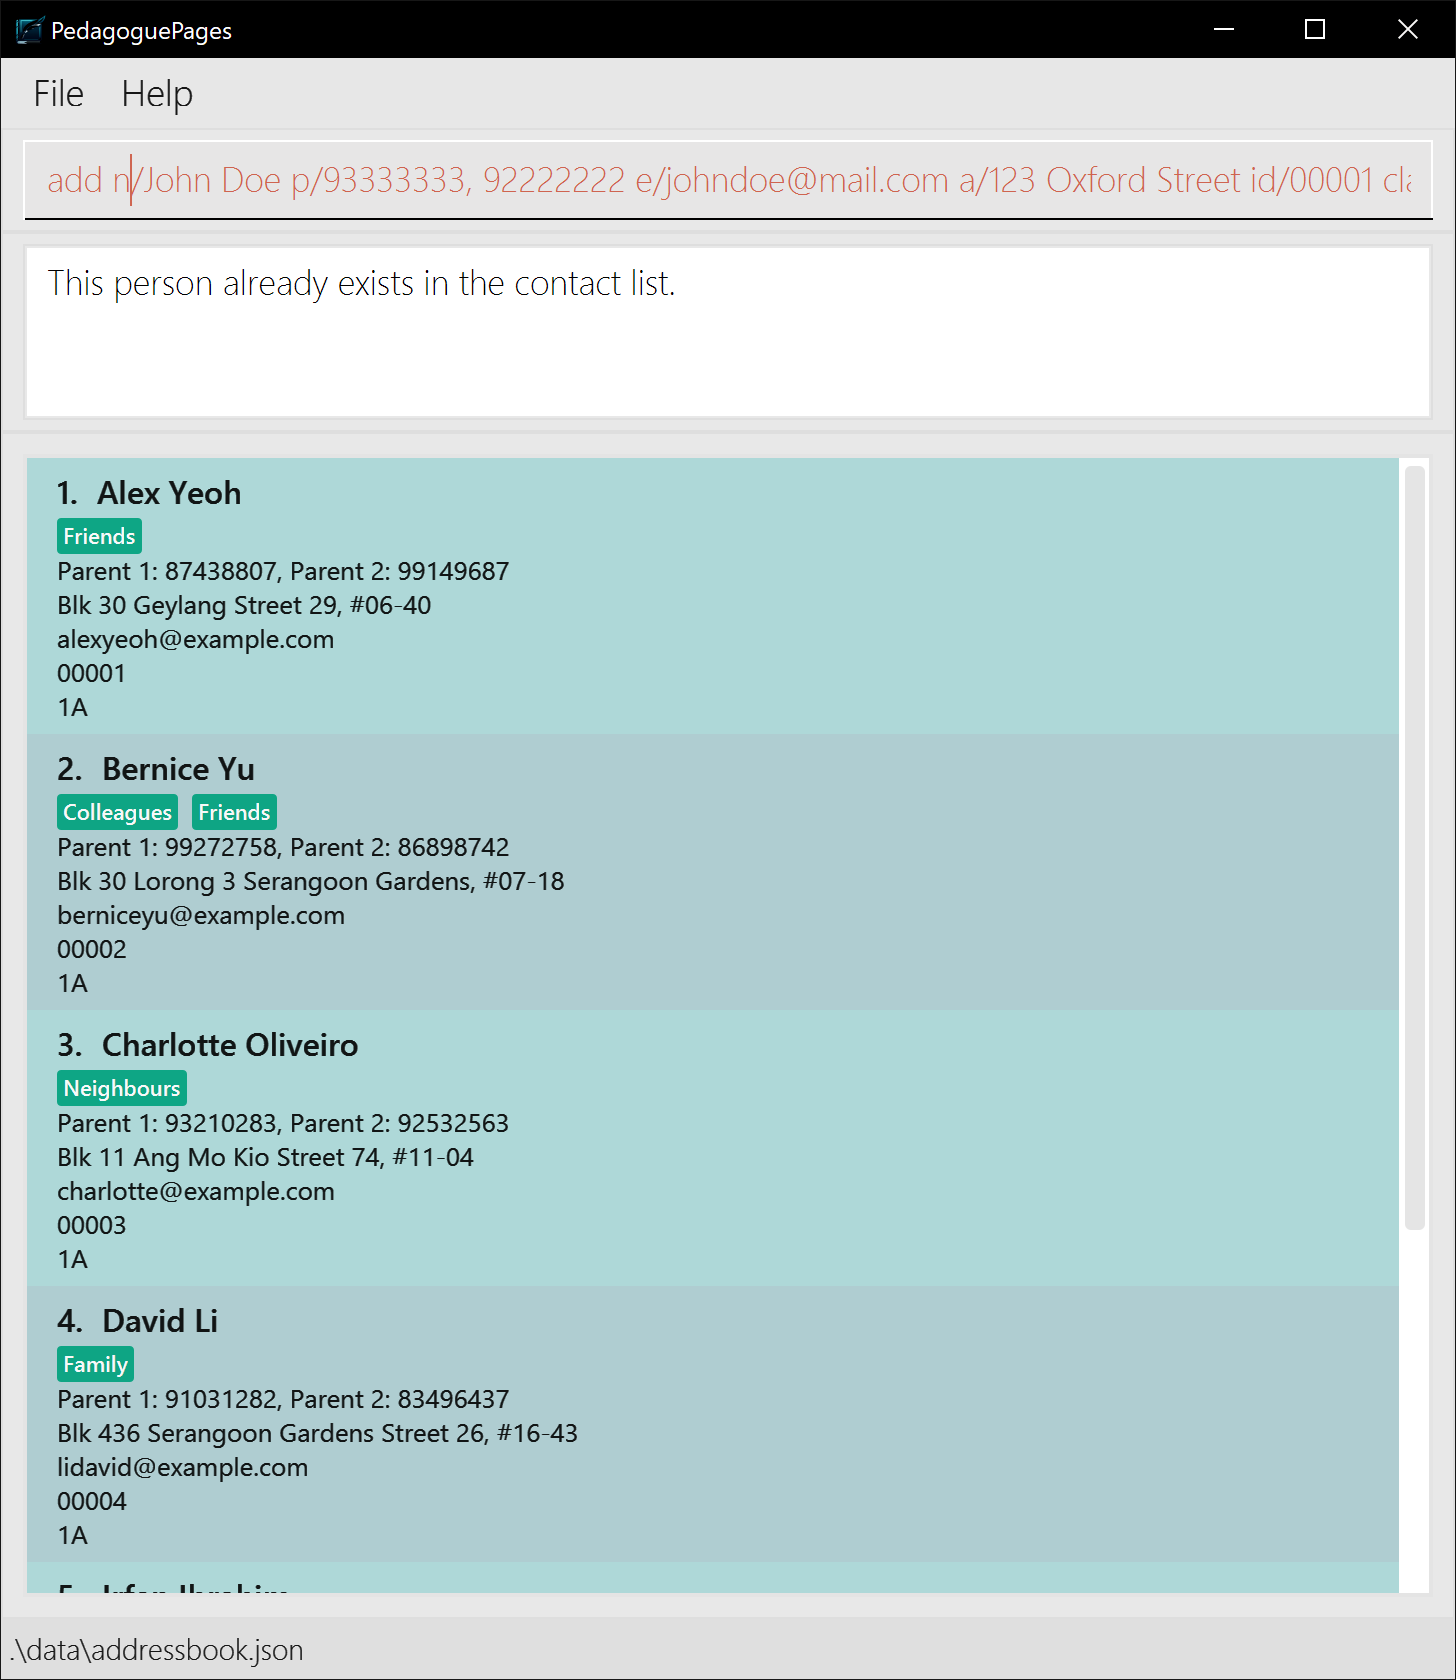 PedagoguePages
File Help
add n/John Doe p/93333333, 92222222 e/johndoe@mail.com a/123 Oxford Street id/00001
This person already exists in the contact list.
1. Alex Yeoh
Friends
Parent 1: 87438807, Parent 2: 99149687
Blk 30 Geylang Street 29, #06-40
alexyeoh@example.com
00001
1A
2. Bernice Yu
Colleagues Friends
Parent 1: 99272758, Parent 2: 86898742
Blk 30 Lorong 3 Serangoon Gardens, #07-18
berniceyu@example.com
00002
1A
3. Charlotte Oliveiro
Neighbours
Parent 1: 93210283, Parent 2: 92532563
Blk 11 Ang Mo Kio Street 74, #11-04
charlotte@example.com
00003
1A
4. David Li
Family
Parent 1: 91031282, Parent 2: 83496437
Blk 436 Serangoon Gardens Street 26, #16-43
lidavid@example.com
00004
1A
.\data\addressbook.json